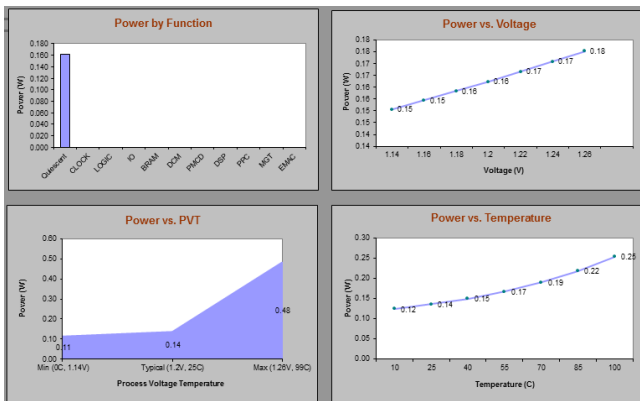 Power by Function
Power (W)
0.180
0.160
0.140
0.120
0.100
0.080
0.060
0.040
0.020
0.000
Quiescent
CLOCK
LOGIC
IO
BRAM
DCM
PMCD
DSP
PPC
MGT
EMAC
Power vs. Voltage
Power (W)
0.18
0.18
0.17
0.17
0.16
0.16
0.15
0.15
0.14
0.14
0.15
0.15
0.16
0.16
0.17
0.17
0.18
1.14
1.16
1.18
1.2
1.22
1.24
1.26
Voltage (V)
Power vs. PVT
Power (W)
0.60
0.50
0.40
0.30
0.20
0.10
0.00
0.11
0.14
0.48
Min (0C, 1.14V)
Typical (1.2V, 25C)
Max (1.26V, 99C)
Process Voltage Temperature
Power vs. Temperature
Power (W)
0.30
0.25
0.20
0.15
0.10
0.05
0.00
0.12
0.14
0.15
0.17
0.19
0.22
0.25
10
25
40
55
70
85
100
Temperature (C)